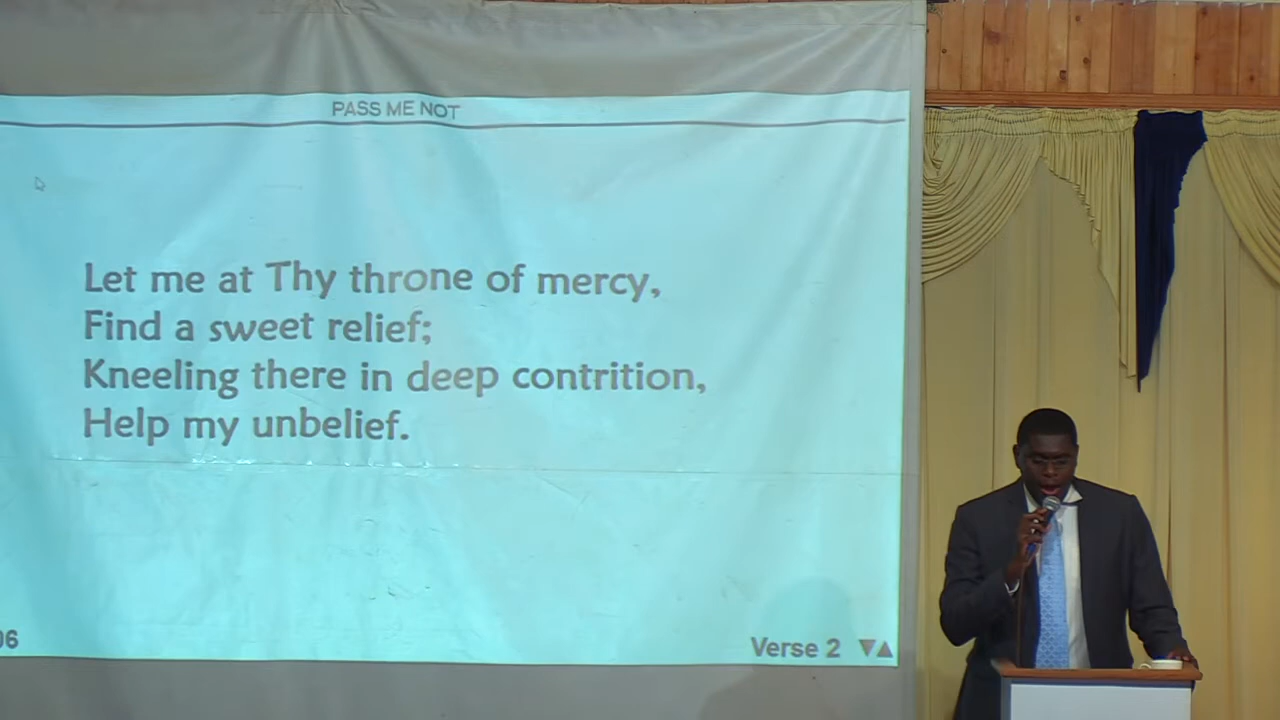 PASS ME NOT
Let me at Thy throne of mercy,
Find a sweet relief;
Kneeling there in deep contrition,
Help my unbelief.
06
Verse 2